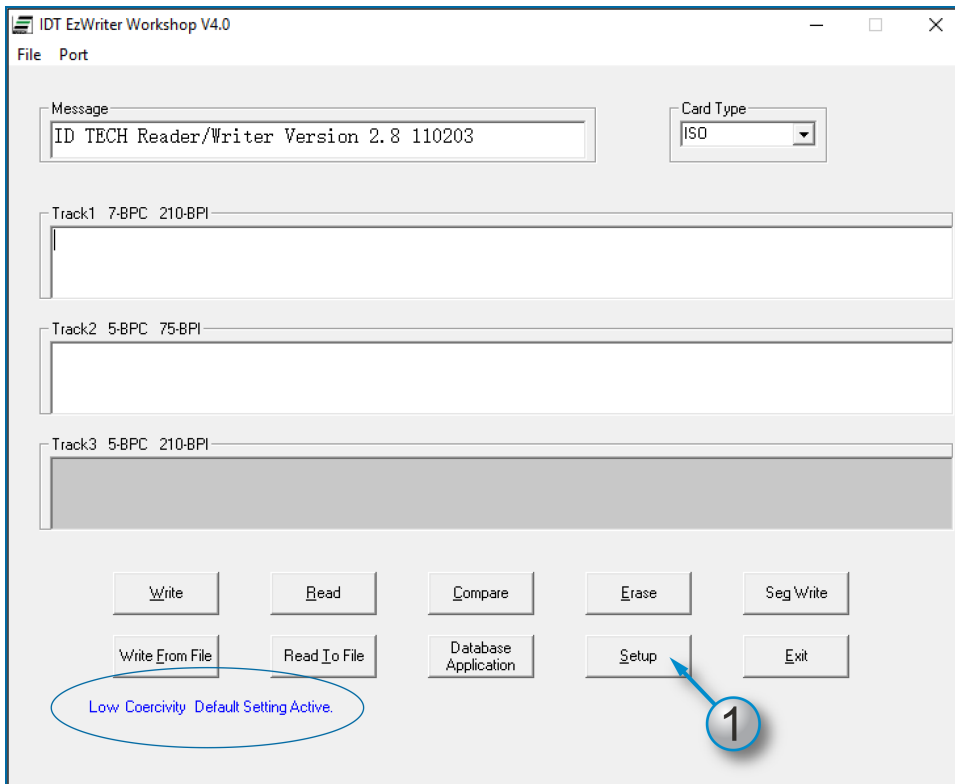 IDT EzWriter Workshop V4.0
File Port
Message
ID TECH Reader/Writer Version 2.8 110203
Card Type
ISO
Track1 7-BPC 210-BPI
Track2 5-BPC 75-BPI
Track3 5-BPC 210-BPI
Write Read Compare Erase Seg Write
Write From File Read To File Database Application Setup Exit
Low Coercivity Default Setting Active.
1